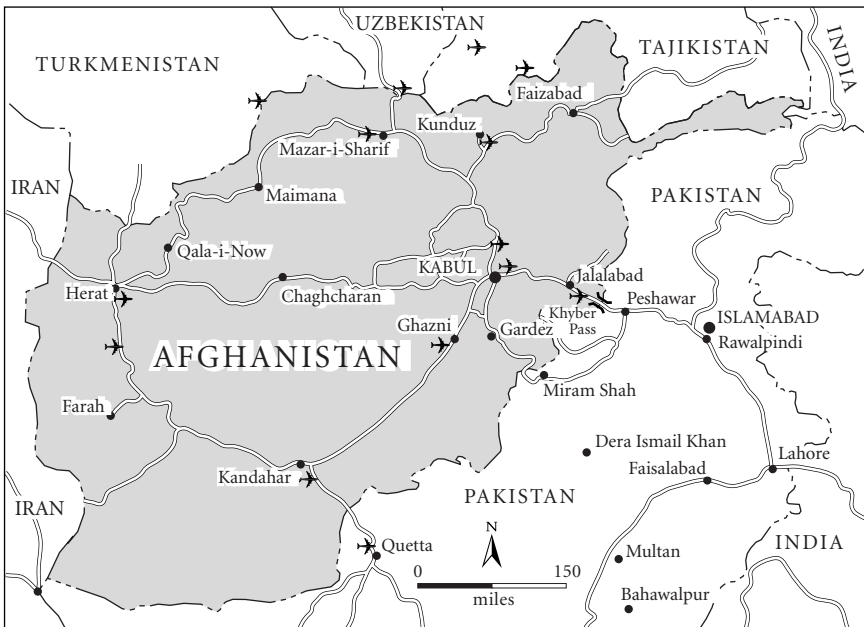 UZBEKISTAN
TAJIKISTAN
INDIA
TURKMENISTAN
Faizabad
Kunduz
Mazar-i-Sharif
IRAN
Maimana
PAKISTAN
Qala-i-Now
KABUL
Jalalabad
Herat
Chaghcharan
Khyber
Pass
Peshawar
ISLAMABAD
Rawalpindi
Ghazni
Gardez
AFGHANISTAN
Miram Shah
Farah
Dera Ismail Khan
Lahore
Faisalabad
Kandahar
PAKISTAN
IRAN
N
INDIA
Quetta
Multan
0 150
miles
Bahawalpur